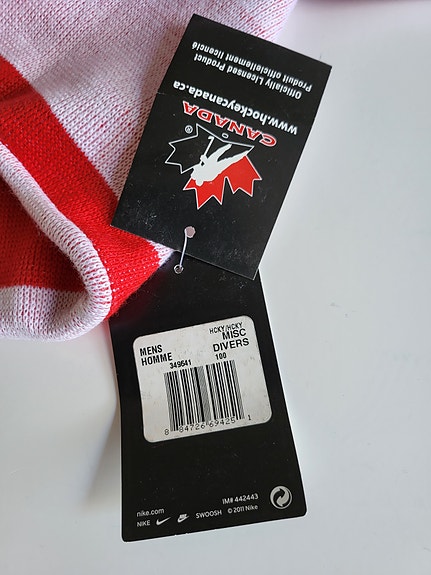 Officially Licensed Product
Produit officiellement licencié
www.hockeycanada.ca
CANADA
®
HCKY/HCKY
MENS MISC
HOMME DIVERS
349641 100
8 84726 69425 1
IM# 442443
nike.com
NIKE SWOOSH © 2011 Nike